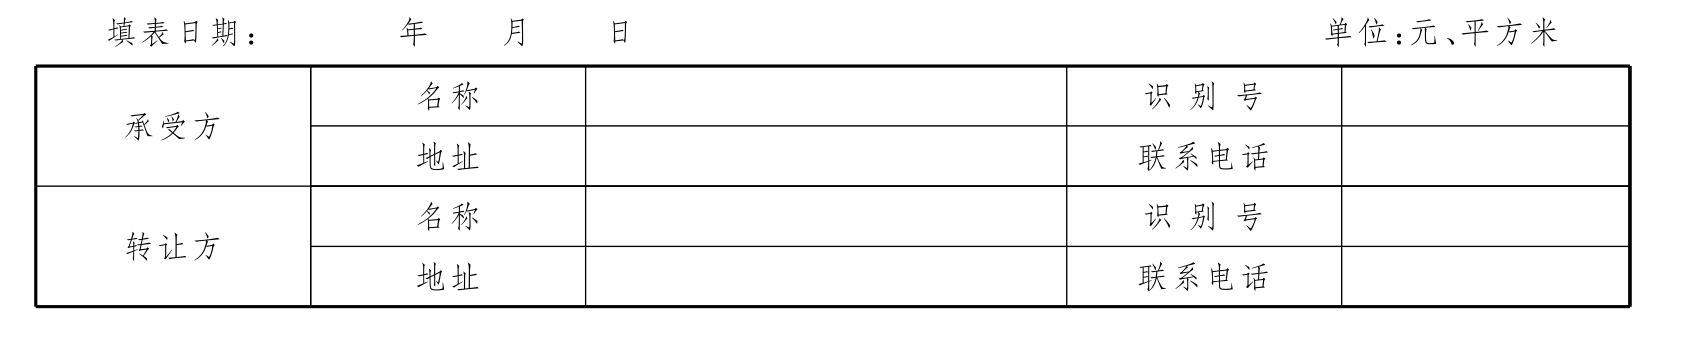 填表日期： 年 月 日 单位:元、平方米
承受方 名称 识别号
地址 联系电话
转让方 名称 识别号
地址 联系电话